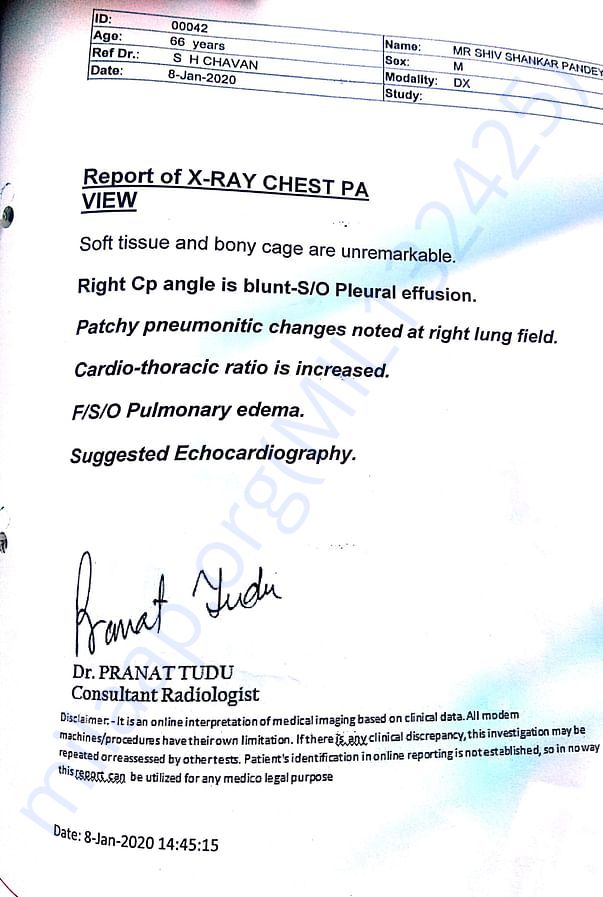 ID: 00042
Age: 66 years
Ref Dr.: S H CHAVAN
Date: 8-Jan-2020
Name: MR SHIV SHANKAR PANDEY
Sex: M
Modality: DX
Study:
Report of X-RAY CHEST PA
VIEW
Soft tissue and bony cage are unremarkable.
Right Cp angle is blunt-S/O Pleural effusion.
Patchy pneumonitic changes noted at right lung field.
Cardio-thoracic ratio is increased.
F/S/O Pulmonary edema.
Suggested Echocardiography.
Pranat Tudu
Dr. PRANAT TUDU
Consultant Radiologist
Disclaimer:-It is an online interpretation of medical imaging based on clinical data. All modern
machines/procedures have their own limitation. If there is any clinical discrepancy, this investigation may be
repeated or reassessed by other tests. Patient's identification in online reporting is not established, so in no way
this report can be utilized for any medico legal purpose
Date: 8-Jan-2020 14:45:15
milaap.org(MIL1324425)